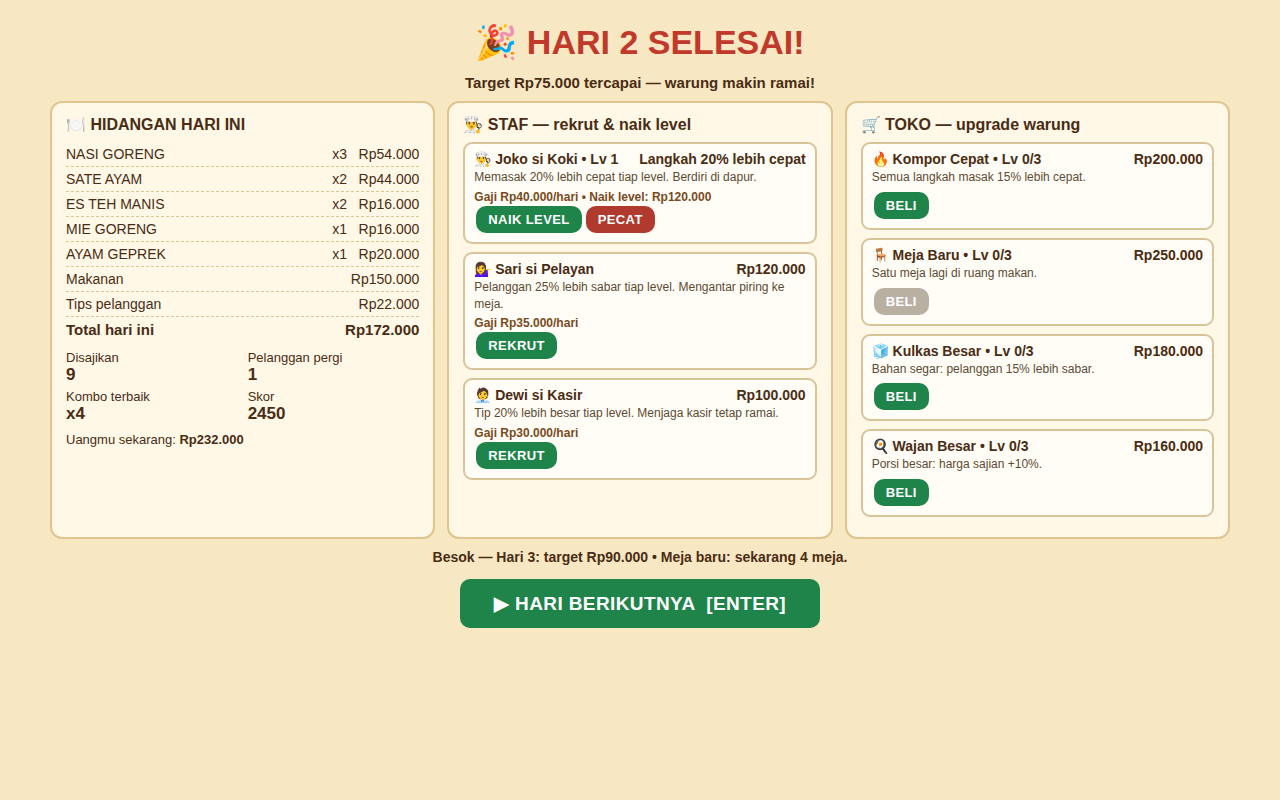 🎉 HARI 2 SELESAI!
Target Rp75.000 tercapai — warung makin ramai!
🍽️ HIDANGAN HARI INI
NASI GORENG x3 Rp54.000
SATE AYAM x2 Rp44.000
ES TEH MANIS x2 Rp16.000
MIE GORENG x1 Rp16.000
AYAM GEPREK x1 Rp20.000
Makanan Rp150.000
Tips pelanggan Rp22.000
Total hari ini Rp172.000
Disajikan Pelanggan pergi
9 1
Kombo terbaik Skor
x4 2450
Uangmu sekarang: Rp232.000
👨‍🍳 STAF — rekrut & naik level
👨‍🍳 Joko si Koki • Lv 1 Langkah 20% lebih cepat
Memasak 20% lebih cepat tiap level. Berdiri di dapur.
Gaji Rp40.000/hari • Naik level: Rp120.000
NAIK LEVEL PECAT
💁‍♀️ Sari si Pelayan Rp120.000
Pelanggan 25% lebih sabar tiap level. Mengantar piring ke
meja.
Gaji Rp35.000/hari
REKRUT
🧑‍💼 Dewi si Kasir Rp100.000
Tip 20% lebih besar tiap level. Menjaga kasir tetap ramai.
Gaji Rp30.000/hari
REKRUT
🛒 TOKO — upgrade warung
🔥 Kompor Cepat • Lv 0/3 Rp200.000
Semua langkah masak 15% lebih cepat.
BELI
🪑 Meja Baru • Lv 0/3 Rp250.000
Satu meja lagi di ruang makan.
BELI
🧊 Kulkas Besar • Lv 0/3 Rp180.000
Bahan segar: pelanggan 15% lebih sabar.
BELI
🍳 Wajan Besar • Lv 0/3 Rp160.000
Porsi besar: harga sajian +10%.
BELI
Besok — Hari 3: target Rp90.000 • Meja baru: sekarang 4 meja.
▶ HARI BERIKUTNYA [ENTER]